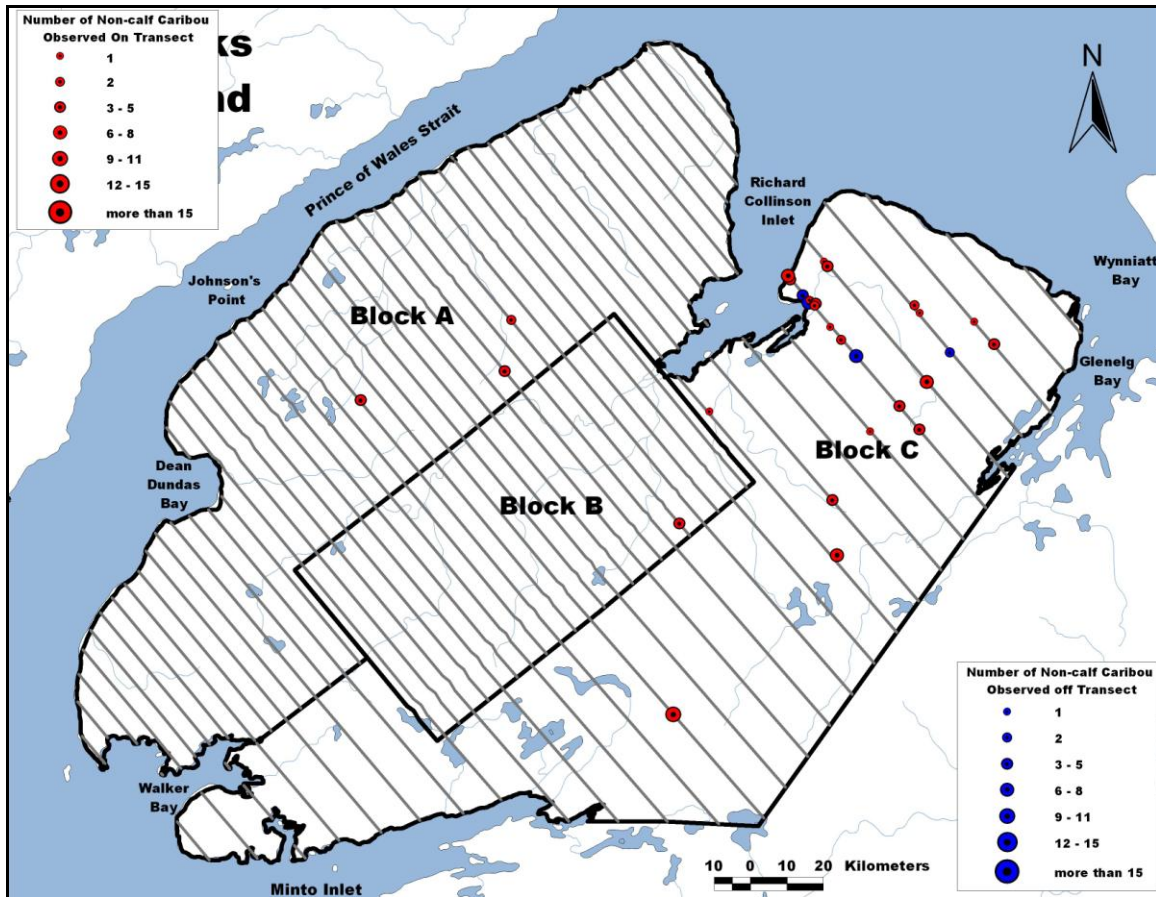 Number of Non-calf Caribou
Observed On Transect
1
2
3 - 5
6 - 8
9 - 11
12 - 15
more than 15
ks
nd
N
Prince of Wales Strait
Richard
Collinson
Inlet
Wynniatt
Bay
Johnson's
Point
Block A
Glenelg
Bay
Block C
Dean
Dundas
Bay
Block B
Number of Non-calf Caribou
Observed off Transect
1
2
3 - 5
6 - 8
9 - 11
12 - 15
more than 15
Walker
Bay
10 0 10 20 Kilometers
Minto Inlet